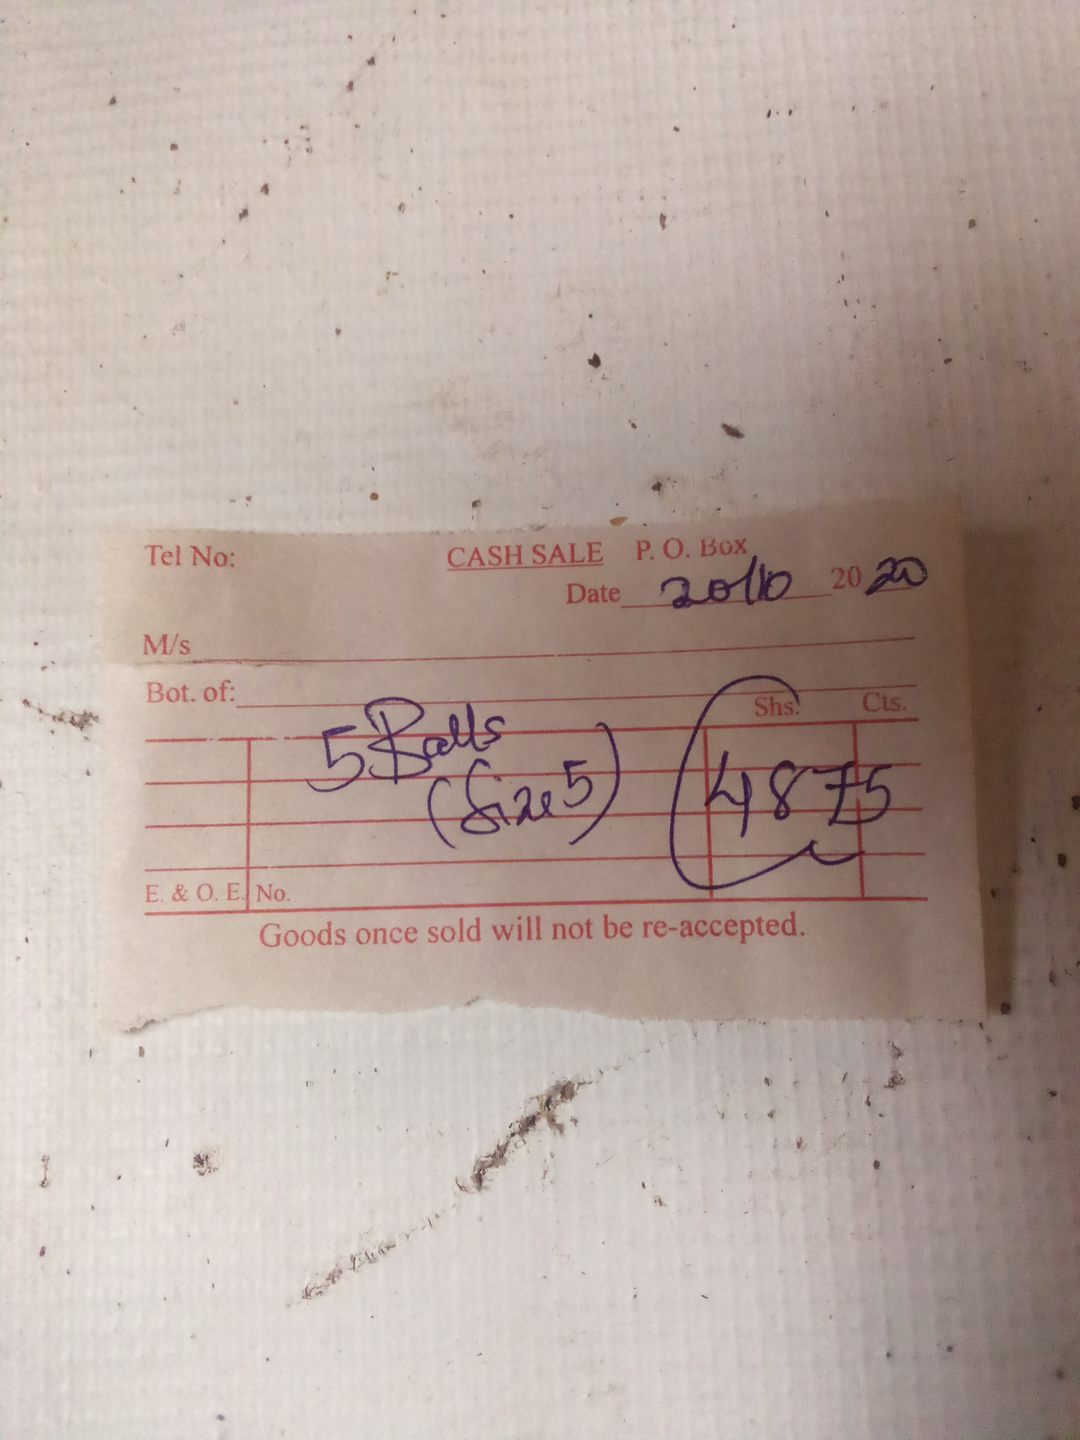 Tel No: CASH SALE P. O. Box
Date 20/10 2020
M/s
Bot. of:
Shs. Cts.
5 Balls
(Size 5) 4875
E. & O. E. No.
Goods once sold will not be re-accepted.